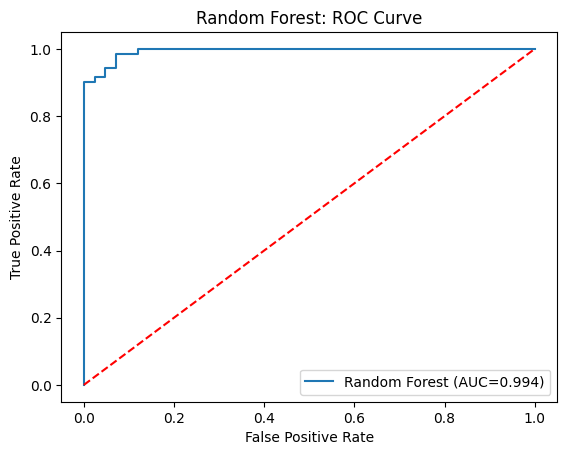 Random Forest: ROC Curve
1.0
0.8
0.6
0.4
0.2
0.0
True Positive Rate
Random Forest (AUC=0.994)
0.0 0.2 0.4 0.6 0.8 1.0
False Positive Rate